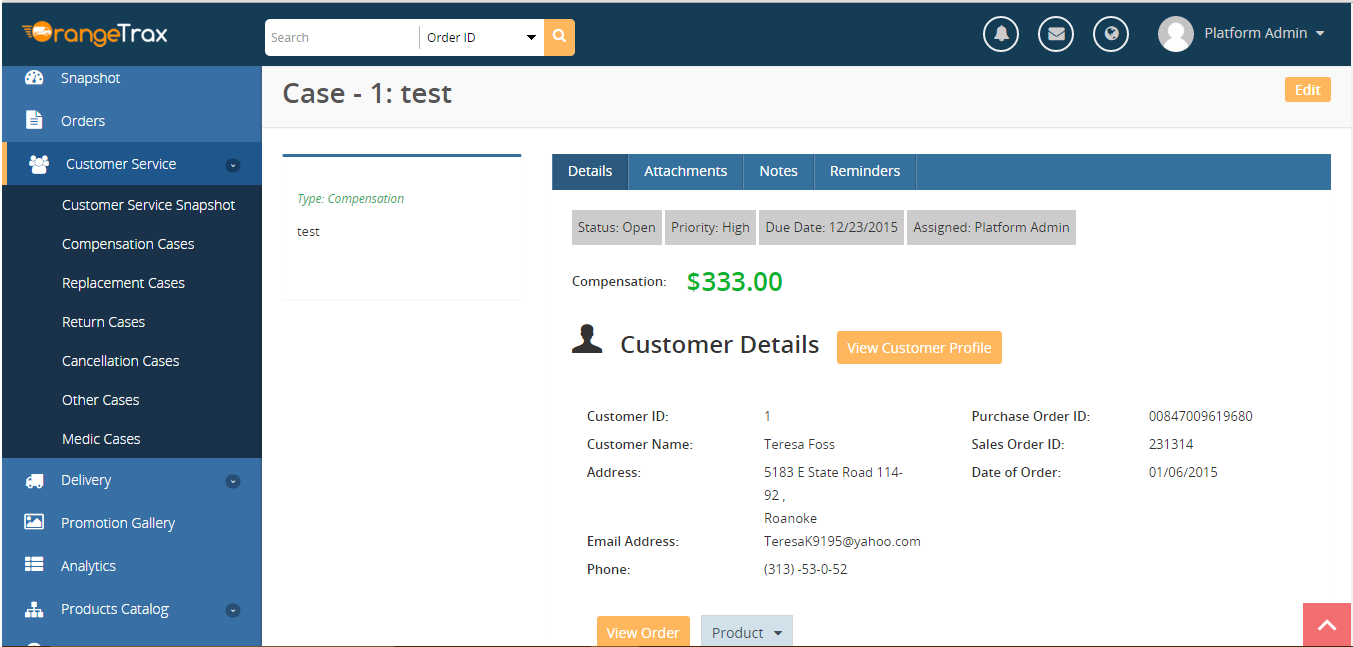 OrangeTrax
Search
Order ID
Platform Admin
Snapshot
Orders
Customer Service
Customer Service Snapshot
Compensation Cases
Replacement Cases
Return Cases
Cancellation Cases
Other Cases
Medic Cases
Delivery
Promotion Gallery
Analytics
Products Catalog
Case - 1: test
Edit
Type: Compensation
test
Details Attachments Notes Reminders
Status: Open Priority: High Due Date: 12/23/2015 Assigned: Platform Admin
Compensation: $333.00
Customer Details View Customer Profile
Customer ID: 1
Customer Name: Teresa Foss
Address: 5183 E State Road 114-
92 ,
Roanoke
Email Address: TeresaK9195@yahoo.com
Phone: (313) -53-0-52
Purchase Order ID: 00847009619680
Sales Order ID: 231314
Date of Order: 01/06/2015
View Order Product